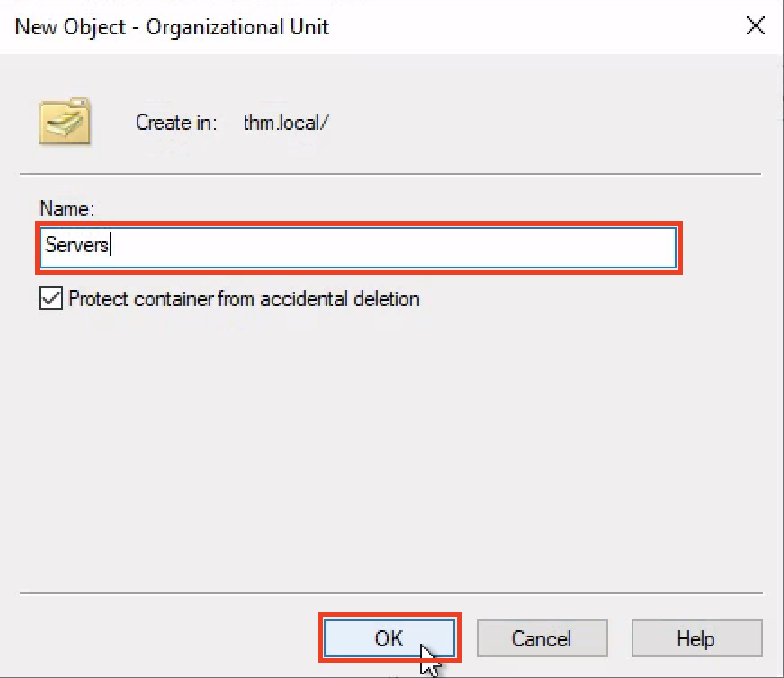 New Object - Organizational Unit
Create in: thm.local/
Name:
Servers
Protect container from accidental deletion
OK Cancel Help